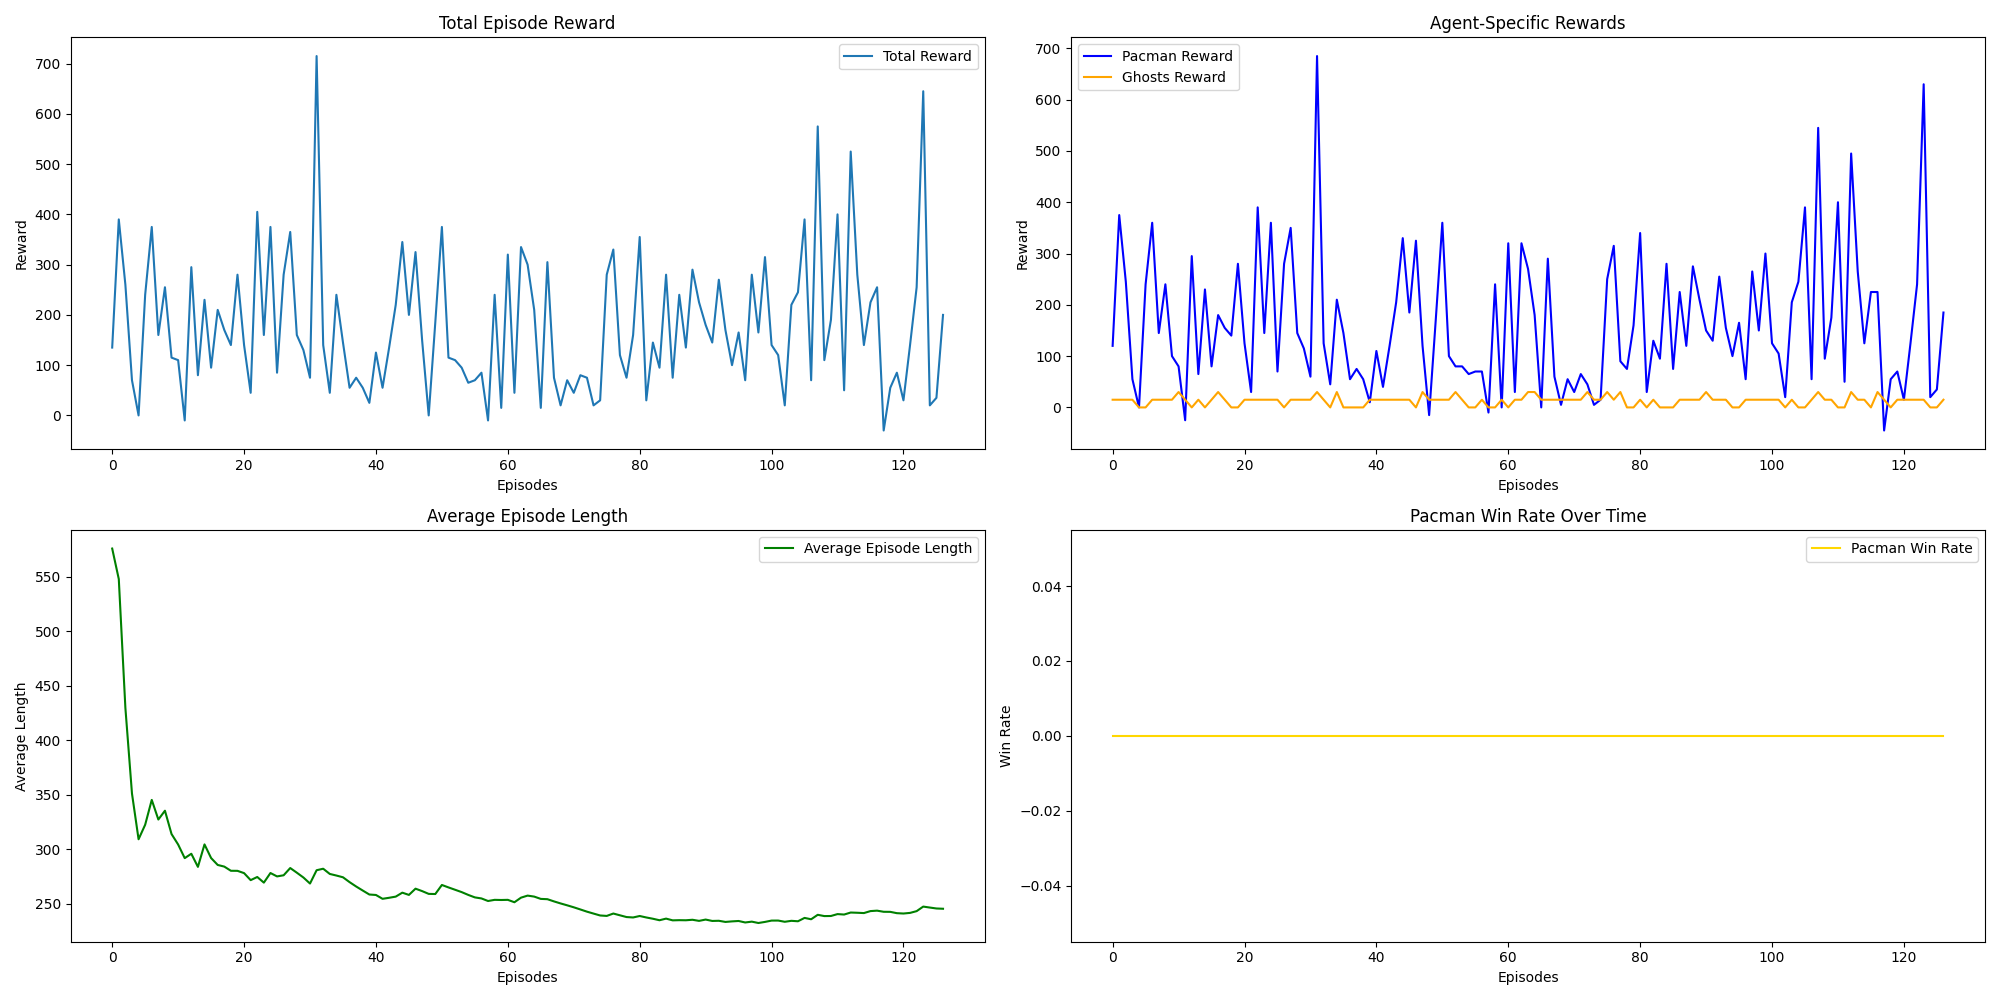 Total Episode Reward
Total Reward
Reward
700
600
500
400
300
200
100
0
0 20 40 60 80 100 120
Episodes
Agent-Specific Rewards
Pacman Reward
Ghosts Reward
Reward
700
600
500
400
300
200
100
0
0 20 40 60 80 100 120
Episodes
Average Episode Length
Average Episode Length
Average Length
550
500
450
400
350
300
250
0 20 40 60 80 100 120
Episodes
Pacman Win Rate Over Time
Pacman Win Rate
Win Rate
0.04
0.02
0.00
−0.02
−0.04
0 20 40 60 80 100 120
Episodes